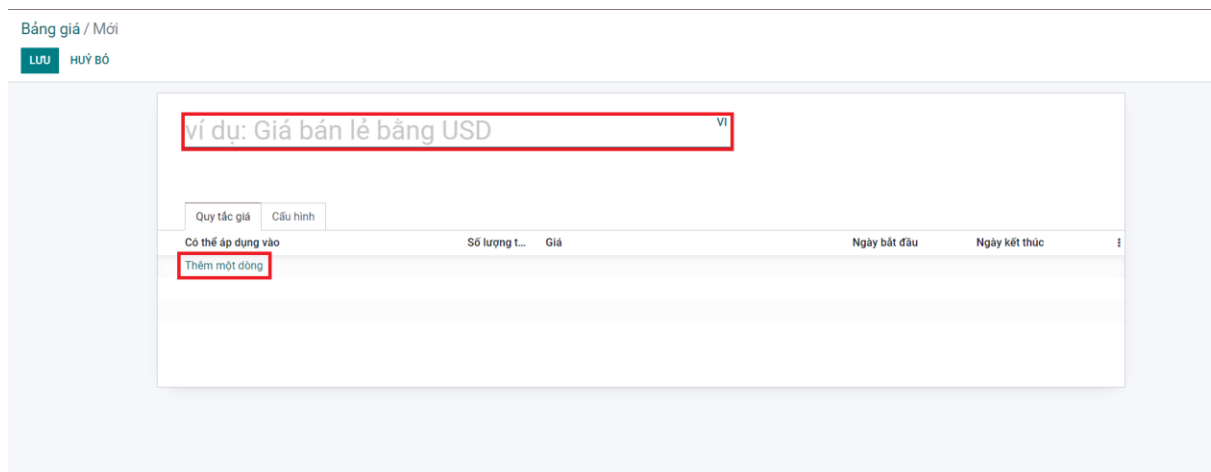 Bảng giá / Mới
LƯU HUỶ BỎ
ví dụ: Giá bán lẻ bằng USD VI
Quy tắc giá Cấu hình
Có thể áp dụng vào Số lượng t... Giá Ngày bắt đầu Ngày kết thúc
Thêm một dòng